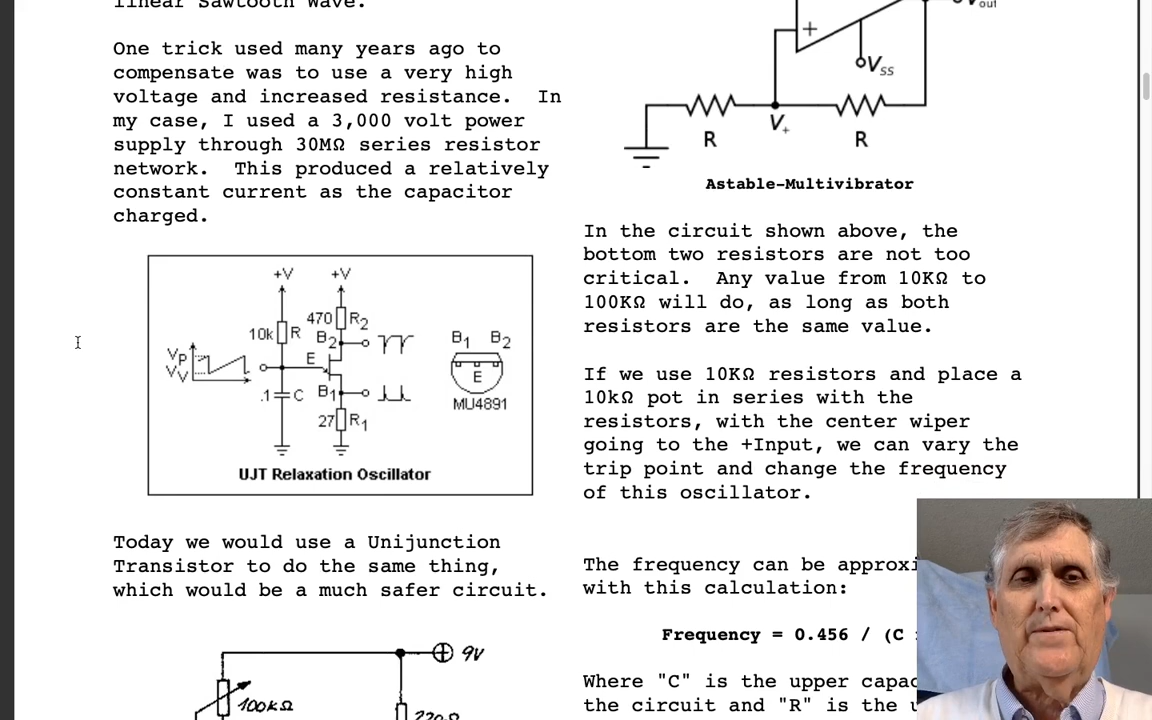 linear Sawtooth Wave.
One trick used many years ago to
compensate was to use a very high
voltage and increased resistance. In
my case, I used a 3,000 volt power
supply through 30MΩ series resistor
network. This produced a relatively
constant current as the capacitor
charged.
+V +V
470 R2
10k R B2
VP
VV
E
.1 C B1
27 R1
B1 B2
E
MU4891
UJT Relaxation Oscillator
Today we would use a Unijunction
Transistor to do the same thing,
which would be a much safer circuit.
9V
100KΩ
220Ω
Vout
+
VSS
V+
R R
Astable-Multivibrator
In the circuit shown above, the
bottom two resistors are not too
critical. Any value from 10KΩ to
100KΩ will do, as long as both
resistors are the same value.
If we use 10KΩ resistors and place a
10kΩ pot in series with the
resistors, with the center wiper
going to the +Input, we can vary the
trip point and change the frequency
of this oscillator.
The frequency can be approxi
with this calculation:
Frequency = 0.456 / (C
Where "C" is the upper capac
the circuit and "R" is the